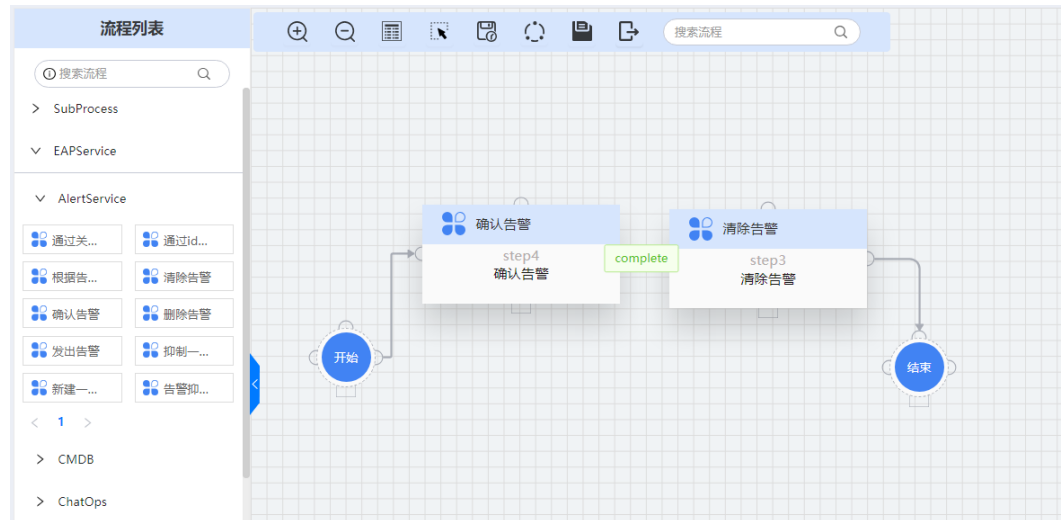 流程列表
搜索流程
SubProcess
EAPService
AlertService
通过关...
通过id...
根据告...
清除告警
确认告警
删除告警
发出告警
抑制一...
新建一...
告警抑...
1
CMDB
ChatOps
搜索流程
确认告警
step4
确认告警
complete
清除告警
step3
清除告警
开始
结束